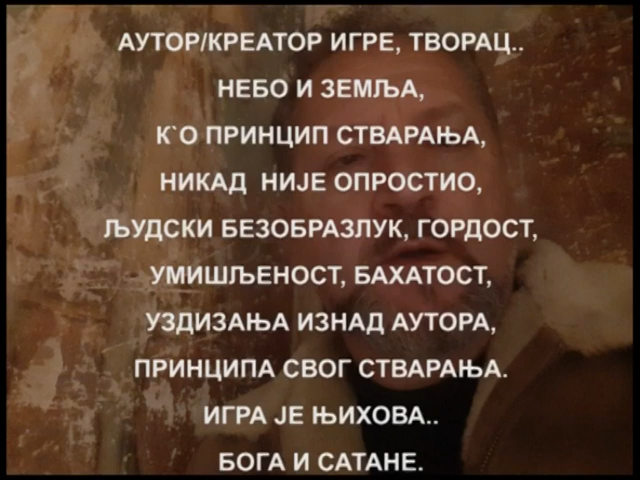 АУТОР/КРЕАТОР ИГРЕ, ТВОРАЦ..
НЕБО И ЗЕМЉА,
К`О ПРИНЦИП СТВАРАЊА,
НИКАД  НИЈЕ ОПРОСТИО,
ЉУДСКИ БЕЗОБРАЗЛУК, ГОРДОСТ,
УМИШЉЕНОСТ, БАХАТОСТ,
УЗДИЗАЊА ИЗНАД АУТОРА,
ПРИНЦИПА СВОГ СТВАРАЊА.
ИГРА ЈЕ ЊИХОВА..
БОГА И САТАНЕ.